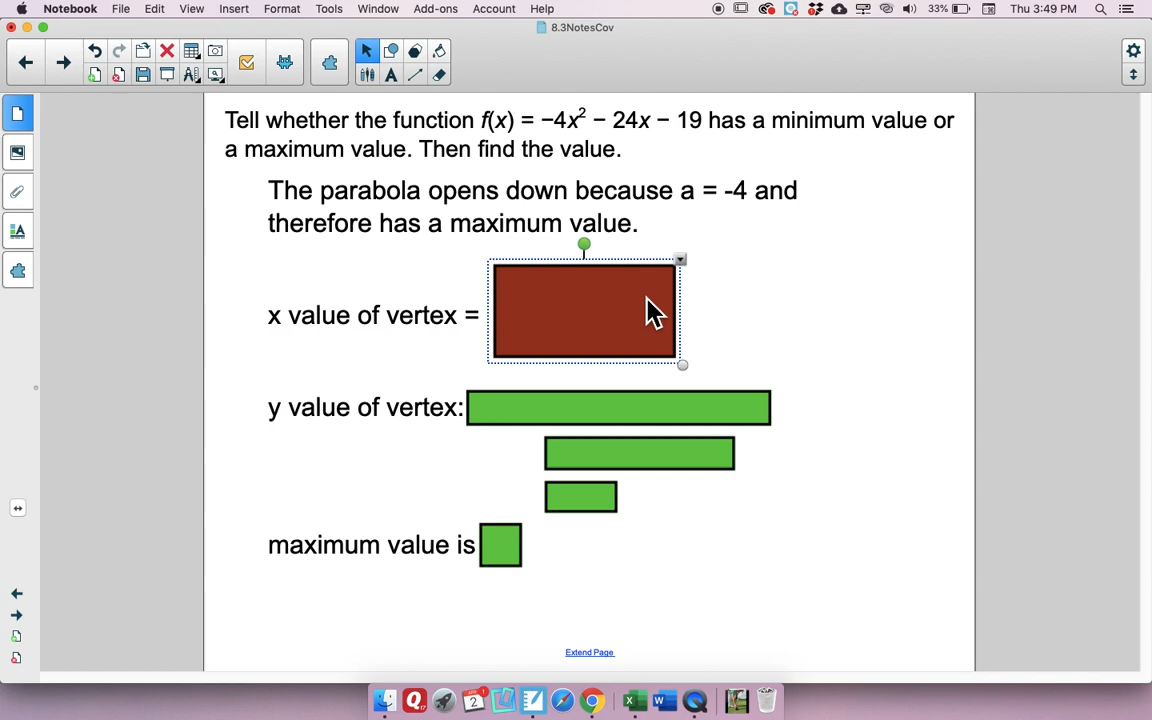 Notebook File Edit View Insert Format Tools Window Add-ons Account Help 33% Thu 3:49 PM
8.3NotesCov
Tell whether the function f(x) = −4x² − 24x − 19 has a minimum value or
a maximum value. Then find the value.
The parabola opens down because a = -4 and
therefore has a maximum value.
x value of vertex =
y value of vertex:
maximum value is
Extend Page